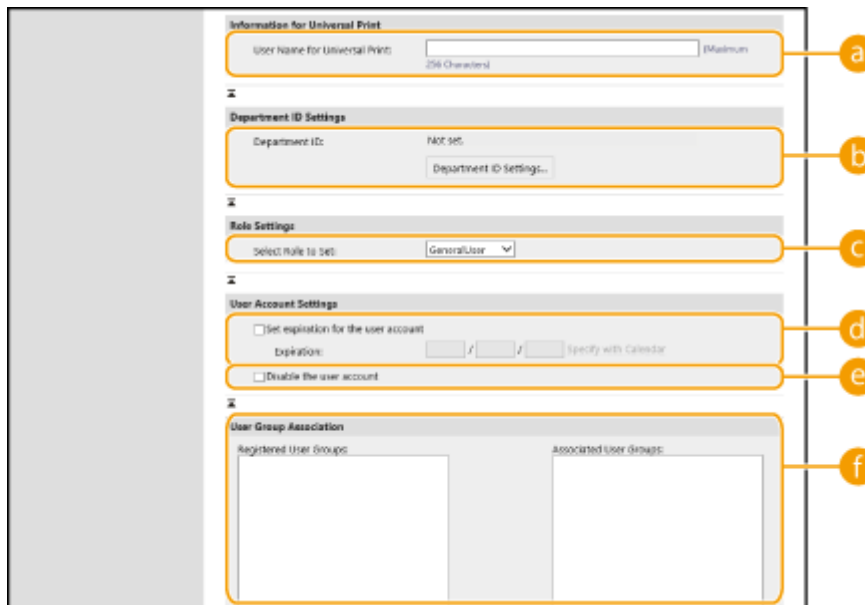 Information for Universal Print
User Name for Universal Print: (Maximum
256 Characters)
a
Department ID Settings
Department ID: Not set.
Department ID Settings...
b
Role Settings
Select Role to Set: GeneralUser
c
User Account Settings
Set expiration for the user account
Expiration: / / Specify with Calendar
d
Disable the user account
e
User Group Association
Registered User Groups: Associated User Groups:
f